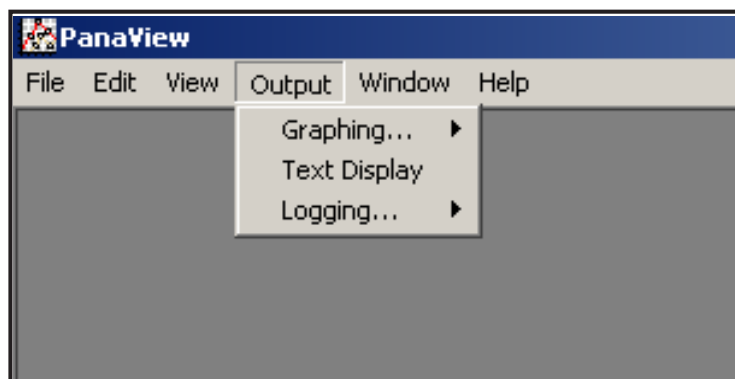 PanaView
File Edit View Output Window Help
Graphing...
Text Display
Logging...